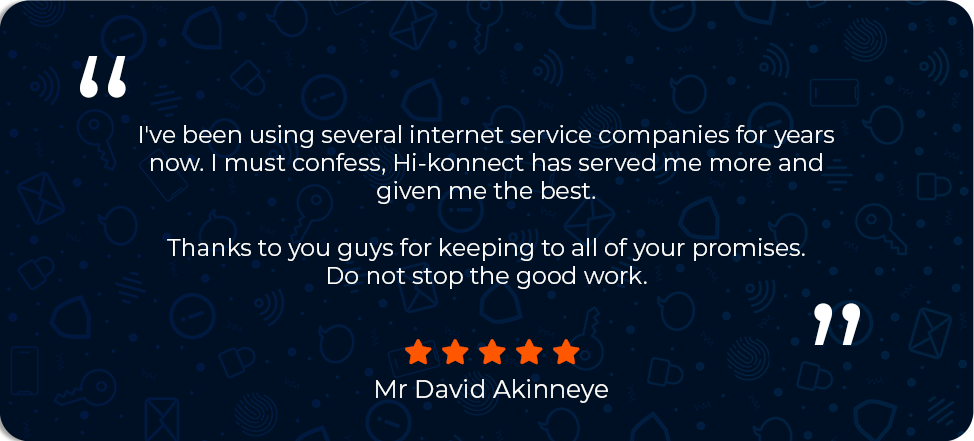 “
I've been using several internet service companies for years
now. I must confess, Hi-konnect has served me more and
given me the best.
Thanks to you guys for keeping to all of your promises.
Do not stop the good work.
”
Mr David Akinneye